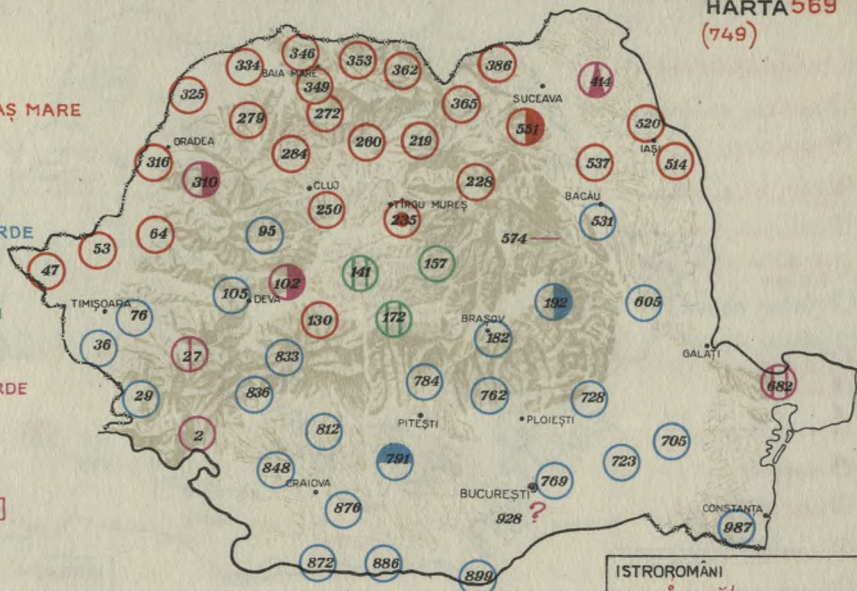 HARTA 569
(749)
346
334
353
386
BAIA MARE
362
414
349
325
SUCEAVA
365
AȘ MARE
279
272
551
520
ORADEA
260
219
IAȘI
316
284
537
514
310
228
CLUJ
BACĂU
TÎRGU MUREȘ
250
235
531
RDE
64
95
574
53
157
47
141
102
105
DEVA
192
605
TIMIȘOARA
76
130
172
BRAȘOV
182
36
GALAȚI
27
833
784
682
29
836
762
728
PITEȘTI
PLOIEȘTI
RDE
2
812
705
791
723
848
769
CRAIOVA
BUCUREȘTI
876
928 ?
CONSTANȚA
987
872
886
899
ISTROROMÂNI